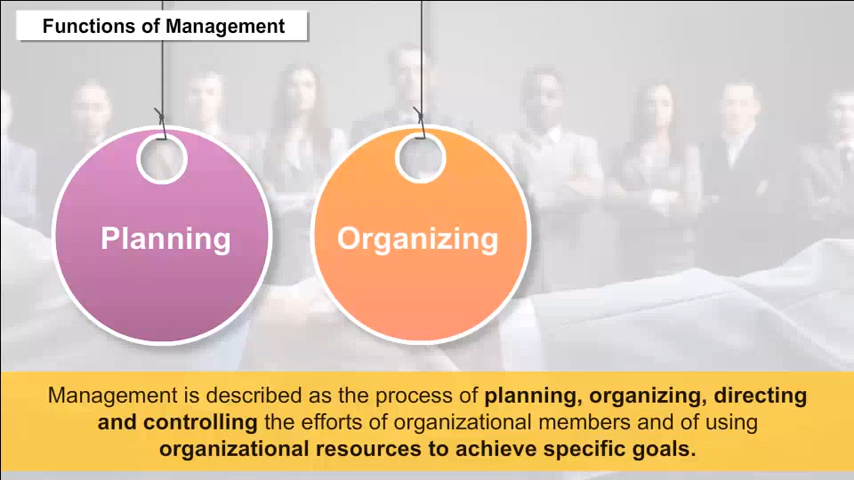 Functions of Management
Planning
Organizing
Management is described as the process of planning, organizing, directing
and controlling the efforts of organizational members and of using
organizational resources to achieve specific goals.